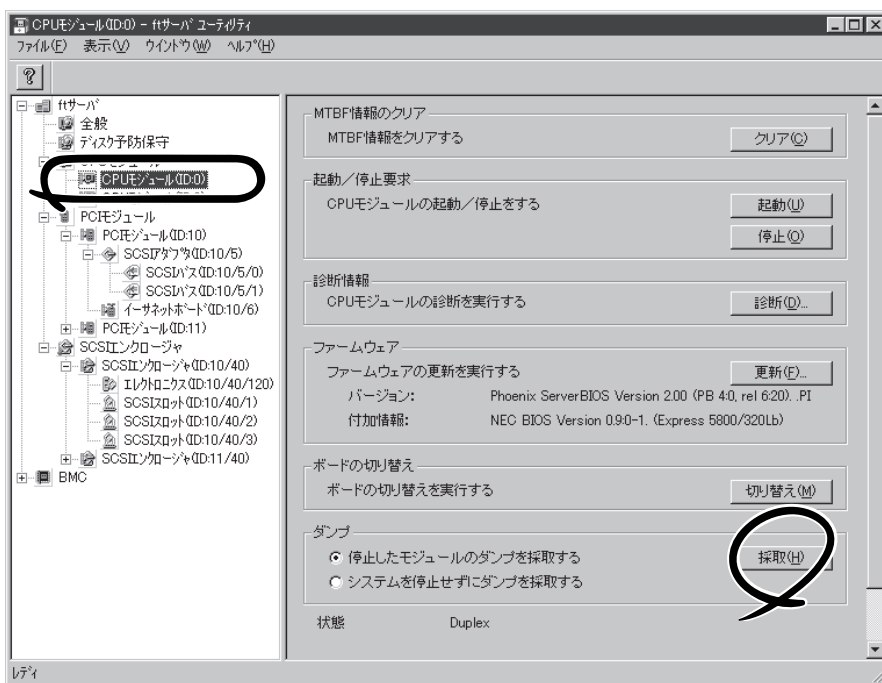 CPUモジュール(ID:0) - ftサーバ ユーティリティ
ファイル(F) 表示(V) ウインドウ(W) ヘルプ(H)
ftサーバ
全般
ディスク予防保守
CPUモジュール(ID:0)
PCIモジュール
PCIモジュール(ID:10)
SCSIアダプタ(ID:10/5)
SCSIバス(ID:10/5/0)
SCSIバス(ID:10/5/1)
イーサネットボード(ID:10/6)
PCIモジュール(ID:11)
SCSIエンクロージャ
SCSIエンクロージャ(ID:10/40)
エレクトロニクス(ID:10/40/120)
SCSIスロット(ID:10/40/1)
SCSIスロット(ID:10/40/2)
SCSIスロット(ID:10/40/3)
SCSIエンクロージャ(ID:11/40)
BMC
MTBF情報のクリア
MTBF情報をクリアする クリア(C)
起動/停止要求
CPUモジュールの起動/停止をする 起動(U)
停止(O)
診断情報
CPUモジュールの診断を実行する 診断(D)...
ファームウェア
ファームウェアの更新を実行する 更新(F)...
バージョン: Phoenix ServerBIOS Version 2.00 (PB 4:0, rel 6:20). .PI
付加情報: NEC BIOS Version 0.9:0-1. (Express 5800/320Lb)
ボードの切り替え
ボードの切り替えを実行する 切り替え(M)
ダンプ
停止したモジュールのダンプを採取する 採取(H)
システムを停止せずにダンプを採取する
状態 Duplex
レディ